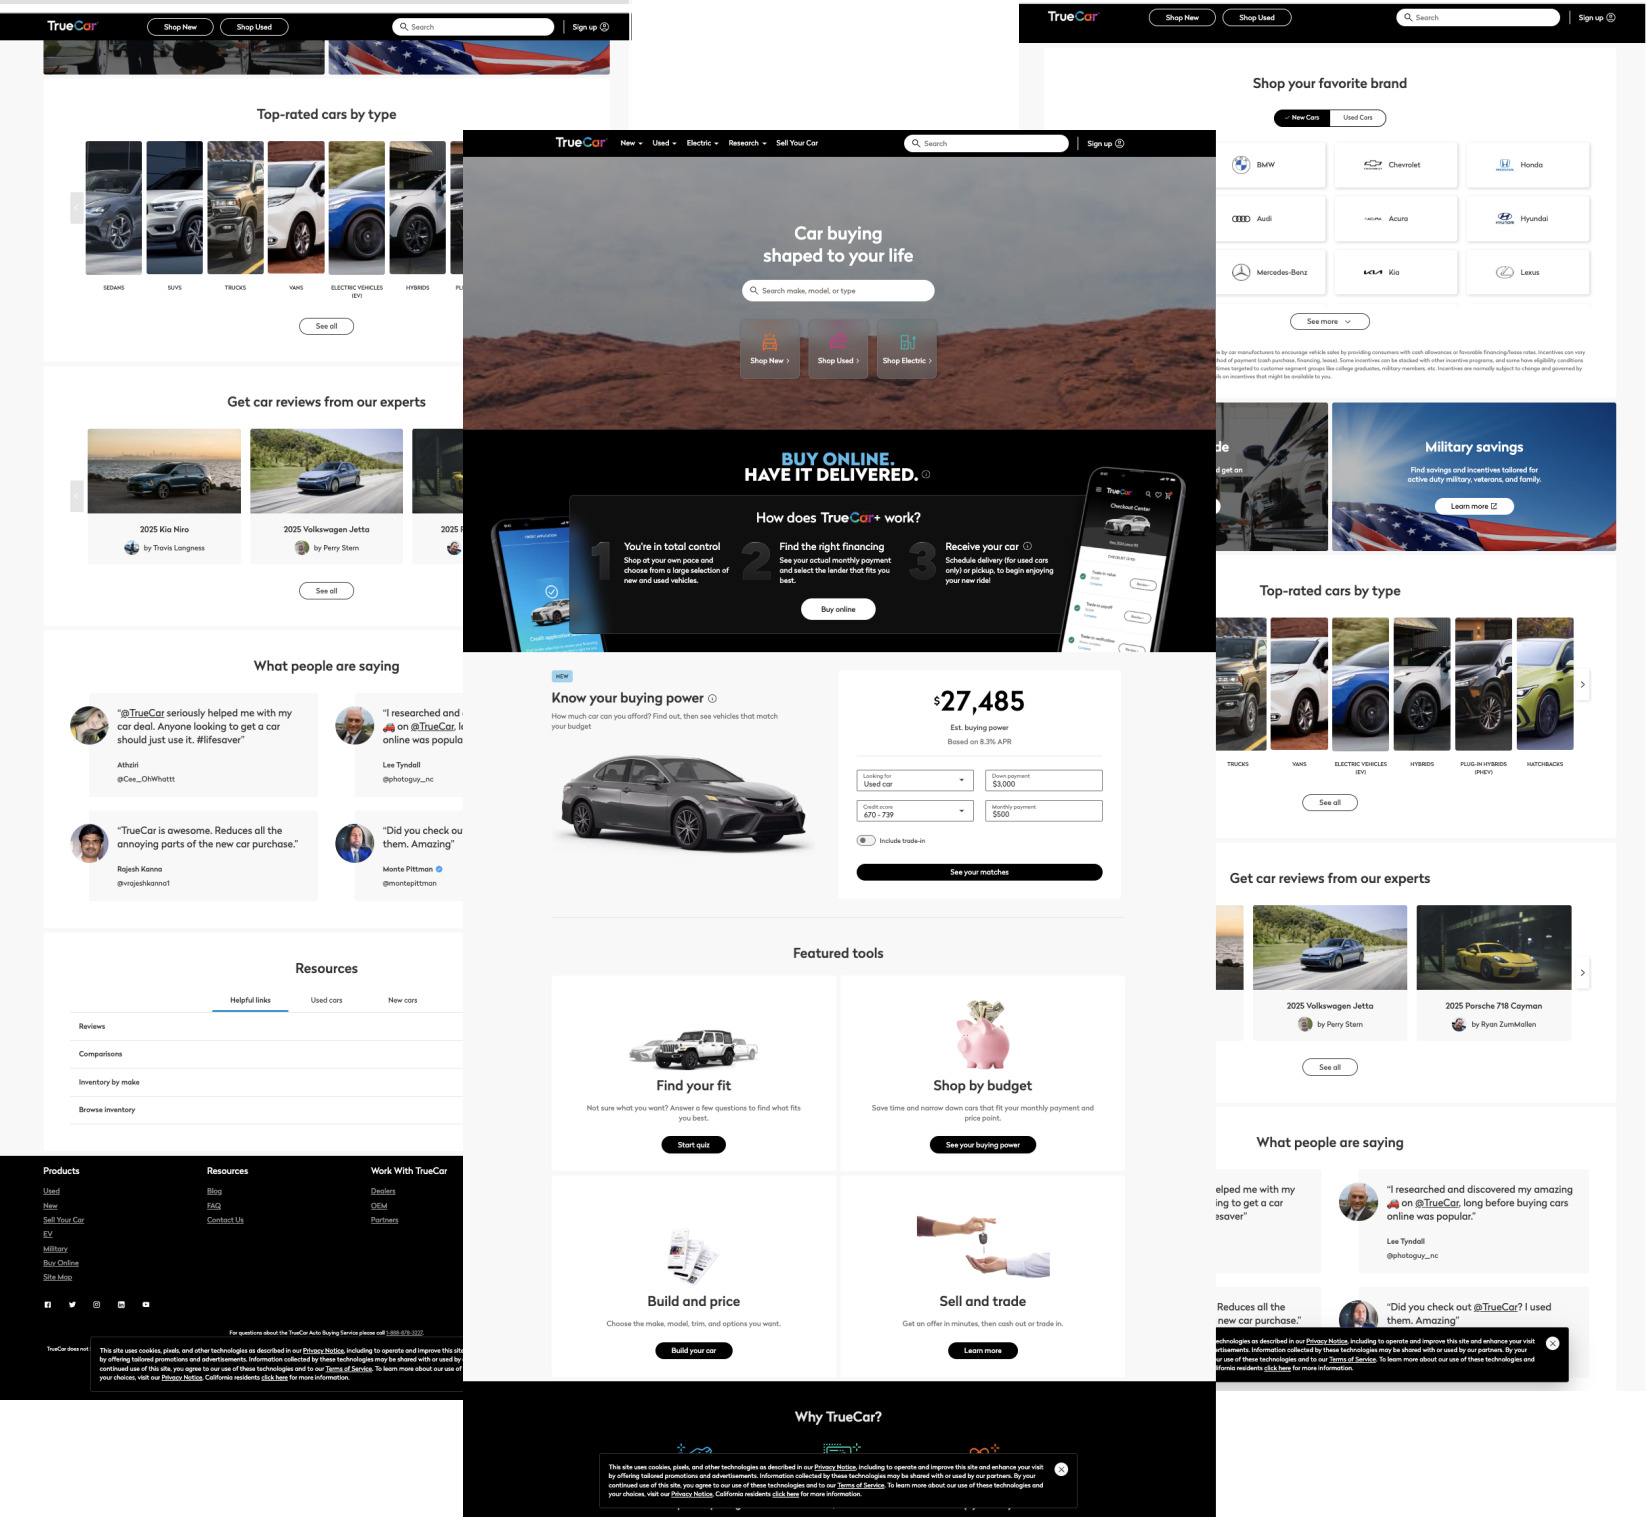 TrueCar
Shop New
Shop Used
Search
Sign up
Top-rated cars by type
SEDANS
SUVS
TRUCKS
VANS
ELECTRIC VEHICLES
(EV)
HYBRIDS
See all
Get car reviews from our experts
2025 Kia Niro
by Travis Langness
2025 Volkswagen Jetta
by Perry Stern
See all
What people are saying
“@TrueCar seriously helped me with my
car deal. Anyone looking to get a car
should just use it. #lifesaver”
Athziri
@Cee_OhWhattt
“I researched and
on @TrueCar, l
online was popula
Lee Tyndall
@photoguy_nc
“TrueCar is awesome. Reduces all the
annoying parts of the new car purchase.”
Rajesh Kanna
@vrajeshkanna1
“Did you check ou
them. Amazing”
Monte Pittman
@montepittman
Resources
Helpful links
Used cars
New cars
Reviews
Comparisons
Inventory by make
Browse inventory
Products
Used
New
Sell Your Car
EV
Military
Buy Online
Site Map
Resources
Blog
FAQ
Contact Us
Work With TrueCar
Dealers
OEM
Partners
For questions about the TrueCar Auto Buying Service please call 1-888-878-3227.
TrueCar does not
This site uses cookies, pixels, and other technologies as described in our Privacy Notice, including to operate and improve this site
by offering tailored promotions and advertisements. Information collected by these technologies may be shared with or used by
continued use of this site, you agree to our use of these technologies and to our Terms of Service. To learn more about our use of
your choices, visit our Privacy Notice. California residents click here for more information.
TrueCar
New
Used
Electric
Research
Sell Your Car
Search
Sign up
Car buying
shaped to your life
Search make, model, or type
Shop New
Shop Used
Shop Electric
BUY ONLINE.
HAVE IT DELIVERED.
How does TrueCar+ work?
1
You're in total control
Shop at your own pace and
choose from a large selection of
new and used vehicles.
2
Find the right financing
See your actual monthly payment
and select the lender that fits you
best.
3
Receive your car
Schedule delivery (for used cars
only) or pickup, to begin enjoying
your new ride!
Buy online
TrueCar
Checkout Center
NEW
Know your buying power
How much car can you afford? Find out, then see vehicles that match
your budget
$27,485
Est. buying power
Based on 8.3% APR
Looking for
Used car
Down payment
$3,000
Credit score
670 - 739
Monthly payment
$500
Include trade-in
See your matches
Featured tools
Find your fit
Not sure what you want? Answer a few questions to find what fits
you best.
Start quiz
Shop by budget
Save time and narrow down cars that fit your monthly payment and
price point.
See your buying power
Build and price
Choose the make, model, trim, and options you want.
Build your car
Sell and trade
Get an offer in minutes, then cash out or trade in.
Learn more
Why TrueCar?
This site uses cookies, pixels, and other technologies as described in our Privacy Notice, including to operate and improve this site and enhance your visit
by offering tailored promotions and advertisements. Information collected by these technologies may be shared with or used by our partners. By your
continued use of this site, you agree to our use of these technologies and to our Terms of Service. To learn more about our use of these technologies and
your choices, visit our Privacy Notice. California residents click here for more information.
TrueCar
Shop New
Shop Used
Search
Sign up
Shop your favorite brand
New Cars
Used Cars
BMW
Chevrolet
Honda
Audi
Acura
Hyundai
Mercedes-Benz
Kia
Lexus
See more
e by car manufacturers to encourage vehicle sales by providing consumers with cash allowances or favorable financing/lease rates. Incentives can vary
hod of payment (cash purchase, financing, lease). Some incentives can be stacked with other incentive programs, and some have eligibility conditions
times targeted to customer segment groups like college graduates, military members, etc. Incentives are normally subject to change and governed by
ls on incentives that might be available to you.
de
d get an
Military savings
Find savings and incentives tailored for
active duty military, veterans, and family.
Learn more
Top-rated cars by type
TRUCKS
VANS
ELECTRIC VEHICLES
(EV)
HYBRIDS
PLUG-IN HYBRIDS
(PHEV)
HATCHBACKS
See all
Get car reviews from our experts
2025 Volkswagen Jetta
by Perry Stern
2025 Porsche 718 Cayman
by Ryan ZumMallen
See all
What people are saying
elped me with my
ing to get a car
esaver”
“I researched and discovered my amazing
on @TrueCar, long before buying cars
online was popular.”
Lee Tyndall
@photoguy_nc
Reduces all the
new car purchase.”
“Did you check out @TrueCar? I used
them. Amazing”
echnologies as described in our Privacy Notice, including to operate and improve this site and enhance your visit
ertisements. Information collected by these technologies may be shared with or used by our partners. By your
ur use of these technologies and to our Terms of Service. To learn more about our use of these technologies and
fornia residents click here for more information.